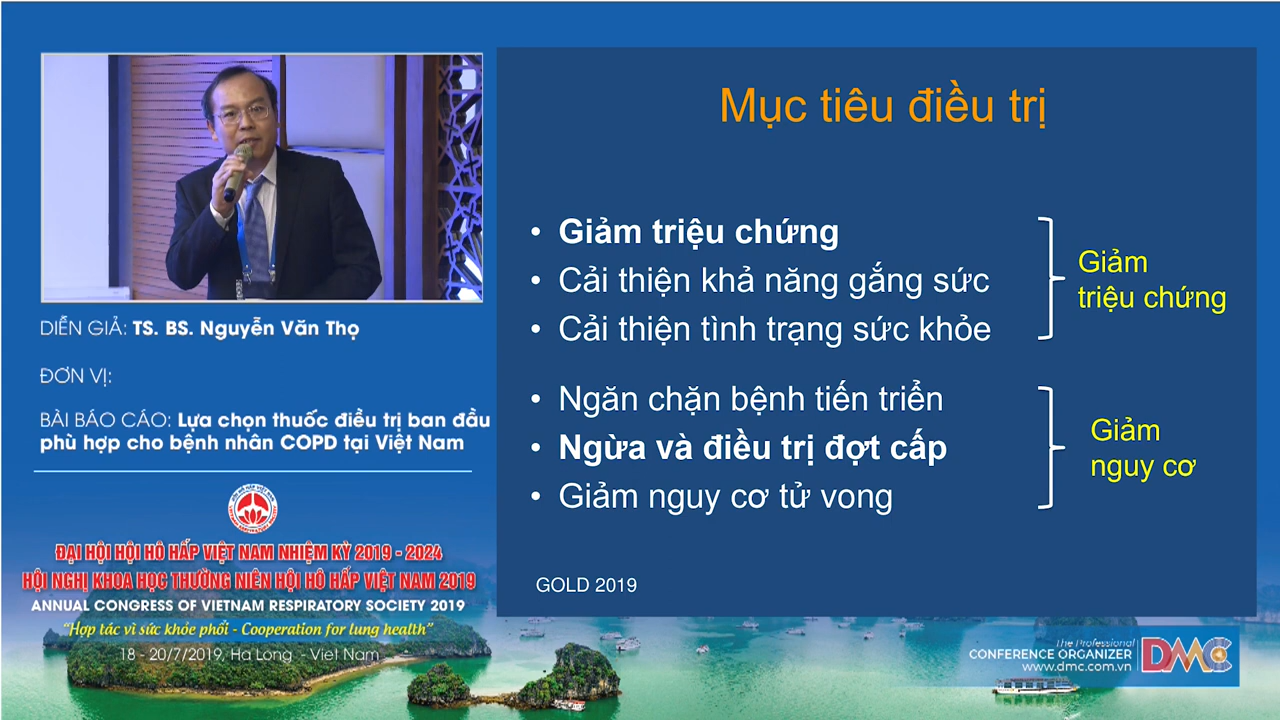 DIỄN GIẢ: TS. BS. Nguyễn Văn Thọ
ĐƠN VỊ:
BÀI BÁO CÁO: Lựa chọn thuốc điều trị ban đầu
phù hợp cho bệnh nhân COPD tại Việt Nam
ĐẠI HỘI HỘI HÔ HẤP VIỆT NAM NHIỆM KỲ 2019 - 2024
HỘI NGHỊ KHOA HỌC THƯỜNG NIÊN HỘI HÔ HẤP VIỆT NAM 2019
ANNUAL CONGRESS OF VIETNAM RESPIRATORY SOCIETY 2019
"Hợp tác vì sức khỏe phổi - Cooperation for lung health"
18 - 20/7/2019, Ha Long - Viet Nam
Mục tiêu điều trị
• Giảm triệu chứng
• Cải thiện khả năng gắng sức
• Cải thiện tình trạng sức khỏe
Giảm
triệu chứng
• Ngăn chặn bệnh tiến triển
• Ngừa và điều trị đợt cấp
• Giảm nguy cơ tử vong
Giảm
nguy cơ
GOLD 2019
The Professional
CONFERENCE ORGANIZER
www.dmc.com.vn
DMC